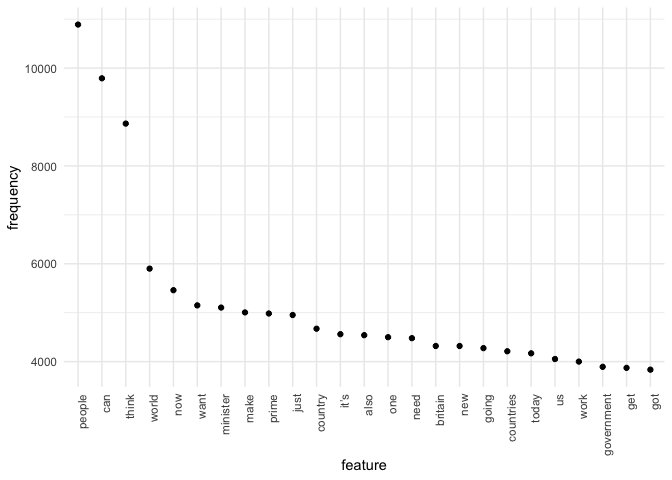 frequency
10000
8000
6000
4000
people
can
think
world
now
want
minister
make
prime
just
country
it's
also
one
need
britain
new
going
countries
today
us
work
government
get
got
feature